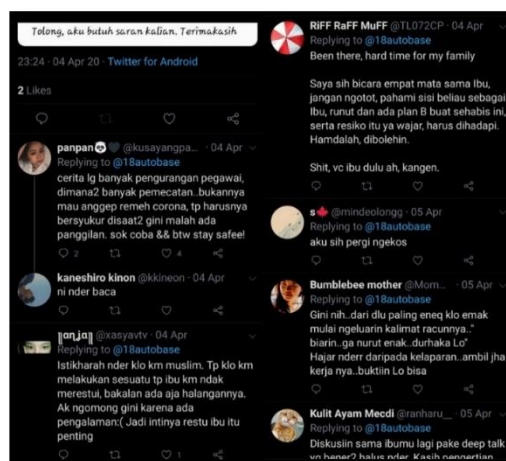 Tolong, aku butuh saran kalian. Terimakasih
23:24 · 04 Apr 20 · Twitter for Android
2 Likes
panpan @kusayangpa... · 04 Apr
Replying to @18autobase
cerita lg banyak pengurangan pegawai,
dimana2 banyak pemecatan..bukannya
mau anggep remeh corona, tp harusnya
bersyukur disaat2 gini malah ada
panggilan. sok coba && btw stay safee!
2 4
kaneshiro kinon @kkineon · 04 Apr
ni nder baca
@xasyavtv · 04 Apr
Replying to @18autobase
Istikharah nder klo km muslim. Tp klo km
melakukan sesuatu tp ibu km ndak
merestui, bakalan ada aja halangannya.
Ak ngomong gini karena ada
pengalaman:( Jadi intinya restu ibu itu
penting
1
RiFF RaFF MuFF @TL072CP · 04 Apr
Replying to @18autobase
Been there, hard time for my family
Saya sih bicara empat mata sama Ibu,
jangan ngotot, pahami sisi beliau sebagai
Ibu, runut dan ada plan B buat sehabis ini,
serta resiko itu ya wajar, harus dihadapi.
Hamdalah, dibolehin.
Shit, vc ibu dulu ah, kangen.
s @mindeolongg · 05 Apr
Replying to @18autobase
aku sih pergi ngekos
Bumblebee mother @Mom... · 05 Apr
Replying to @18autobase
Gini nih..dari dlu paling eneq klo emak
mulai ngeluarin kalimat racunnya.."
biarin..ga nurut enak..durhaka Lo"
Hajar nderr daripada kelaparan..ambil jha
kerja nya..buktiin Lo bisa
Kulit Ayam Mecdi @ranharu__ · 05 Apr
Replying to @18autobase
Diskusiin sama ibumu lagi pake deep talk
yg bener2 halus nder. Kasih pengertian